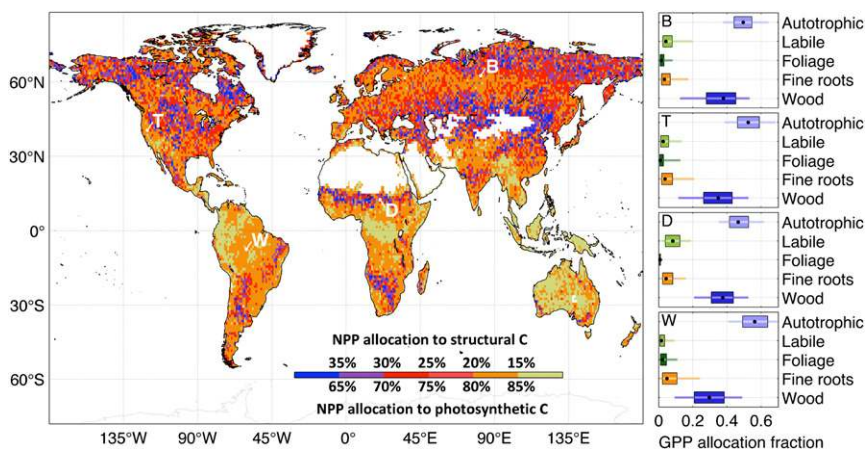 60°N
30°N
0°
30°S
60°S
135°W
90°W
45°W
0°
45°E
90°E
135°E
B
T
D
W
NPP allocation to structural C
35% 30% 25% 20% 15%
65% 70% 75% 80% 85%
NPP allocation to photosynthetic C
B
Autotrophic
Labile
Foliage
Fine roots
Wood
T
Autotrophic
Labile
Foliage
Fine roots
Wood
D
Autotrophic
Labile
Foliage
Fine roots
Wood
W
Autotrophic
Labile
Foliage
Fine roots
Wood
0 0.2 0.4 0.6
GPP allocation fraction